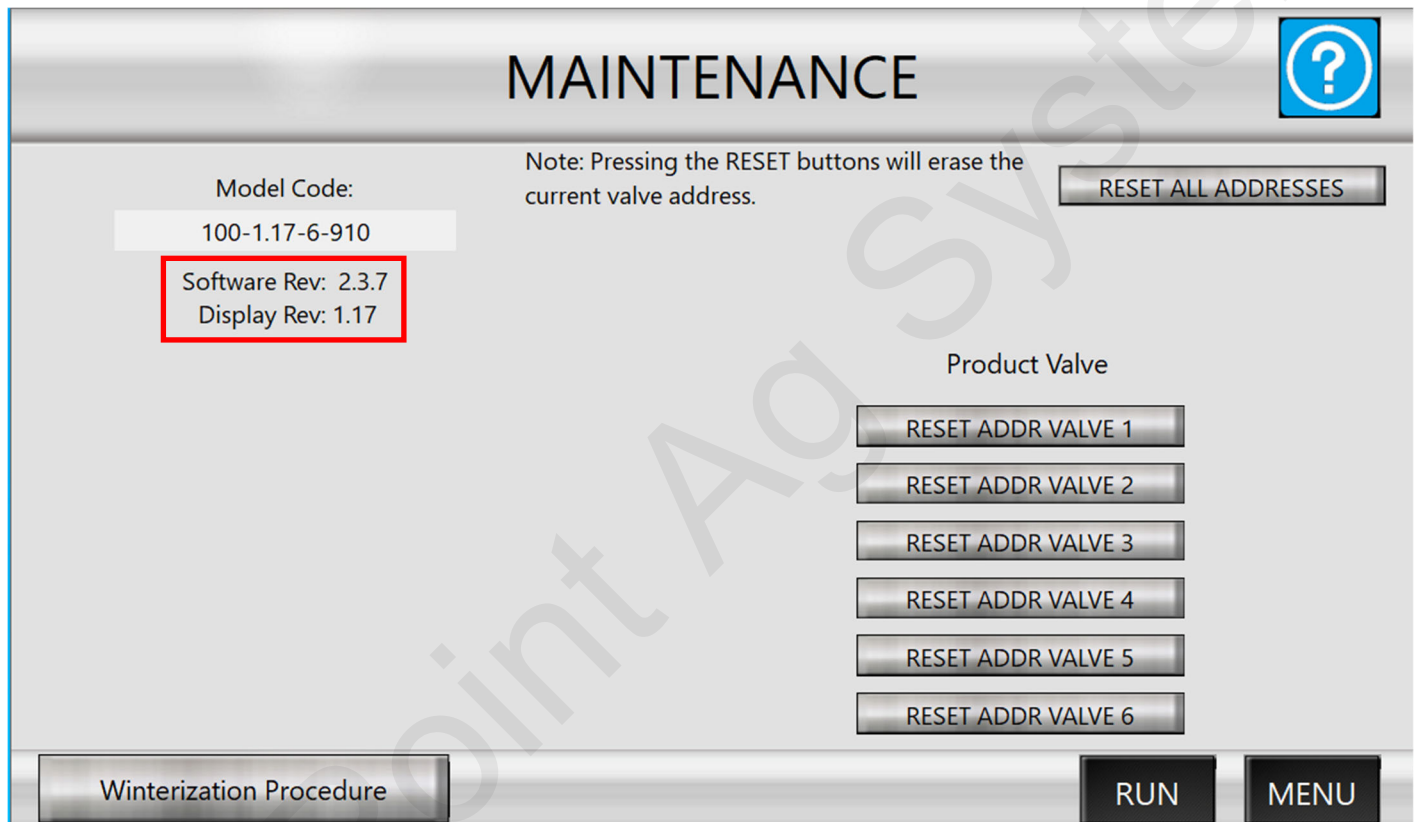 MAINTENANCE
?
Note: Pressing the RESET buttons will erase the
current valve address.
RESET ALL ADDRESSES
Model Code:
100-1.17-6-910
Software Rev: 2.3.7
Display Rev: 1.17
Product Valve
RESET ADDR VALVE 1
RESET ADDR VALVE 2
RESET ADDR VALVE 3
RESET ADDR VALVE 4
RESET ADDR VALVE 5
RESET ADDR VALVE 6
Winterization Procedure
RUN
MENU
Point Ag Syste